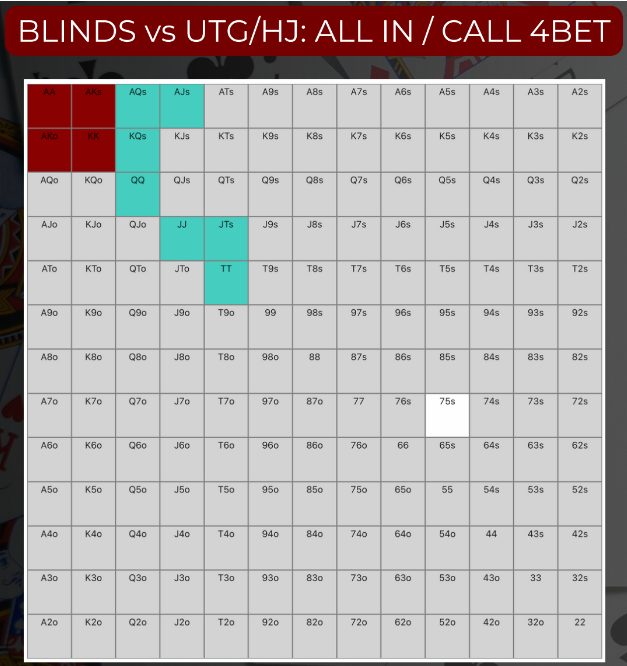 BLINDS vs UTG/HJ: ALL IN / CALL 4BET
AA AKs AQs AJs ATs A9s A8s A7s A6s A5s A4s A3s A2s
AKo KK KQs KJs KTs K9s K8s K7s K6s K5s K4s K3s K2s
AQo KQo QQ QJs QTs Q9s Q8s Q7s Q6s Q5s Q4s Q3s Q2s
AJo KJo QJo JJ JTs J9s J8s J7s J6s J5s J4s J3s J2s
ATo KTo QTo JTo TT T9s T8s T7s T6s T5s T4s T3s T2s
A9o K9o Q9o J9o T9o 99 98s 97s 96s 95s 94s 93s 92s
A8o K8o Q8o J8o T8o 98o 88 87s 86s 85s 84s 83s 82s
A7o K7o Q7o J7o T7o 97o 87o 77 76s 75s 74s 73s 72s
A6o K6o Q6o J6o T6o 96o 86o 76o 66 65s 64s 63s 62s
A5o K5o Q5o J5o T5o 95o 85o 75o 65o 55 54s 53s 52s
A4o K4o Q4o J4o T4o 94o 84o 74o 64o 54o 44 43s 42s
A3o K3o Q3o J3o T3o 93o 83o 73o 63o 53o 43o 33 32s
A2o K2o Q2o J2o T2o 92o 82o 72o 62o 52o 42o 32o 22